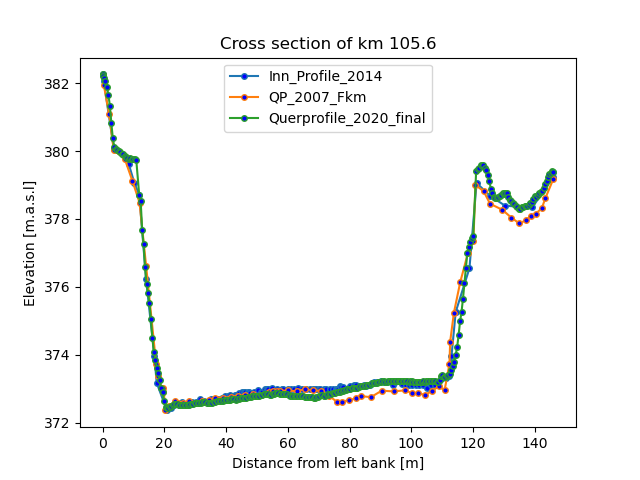 Cross section of km 105.6
Inn_Profile_2014
QP_2007_Fkm
Querprofile_2020_final
Elevation [m.a.s.l]
382
380
378
376
374
372
0 20 40 60 80 100 120 140
Distance from left bank [m]